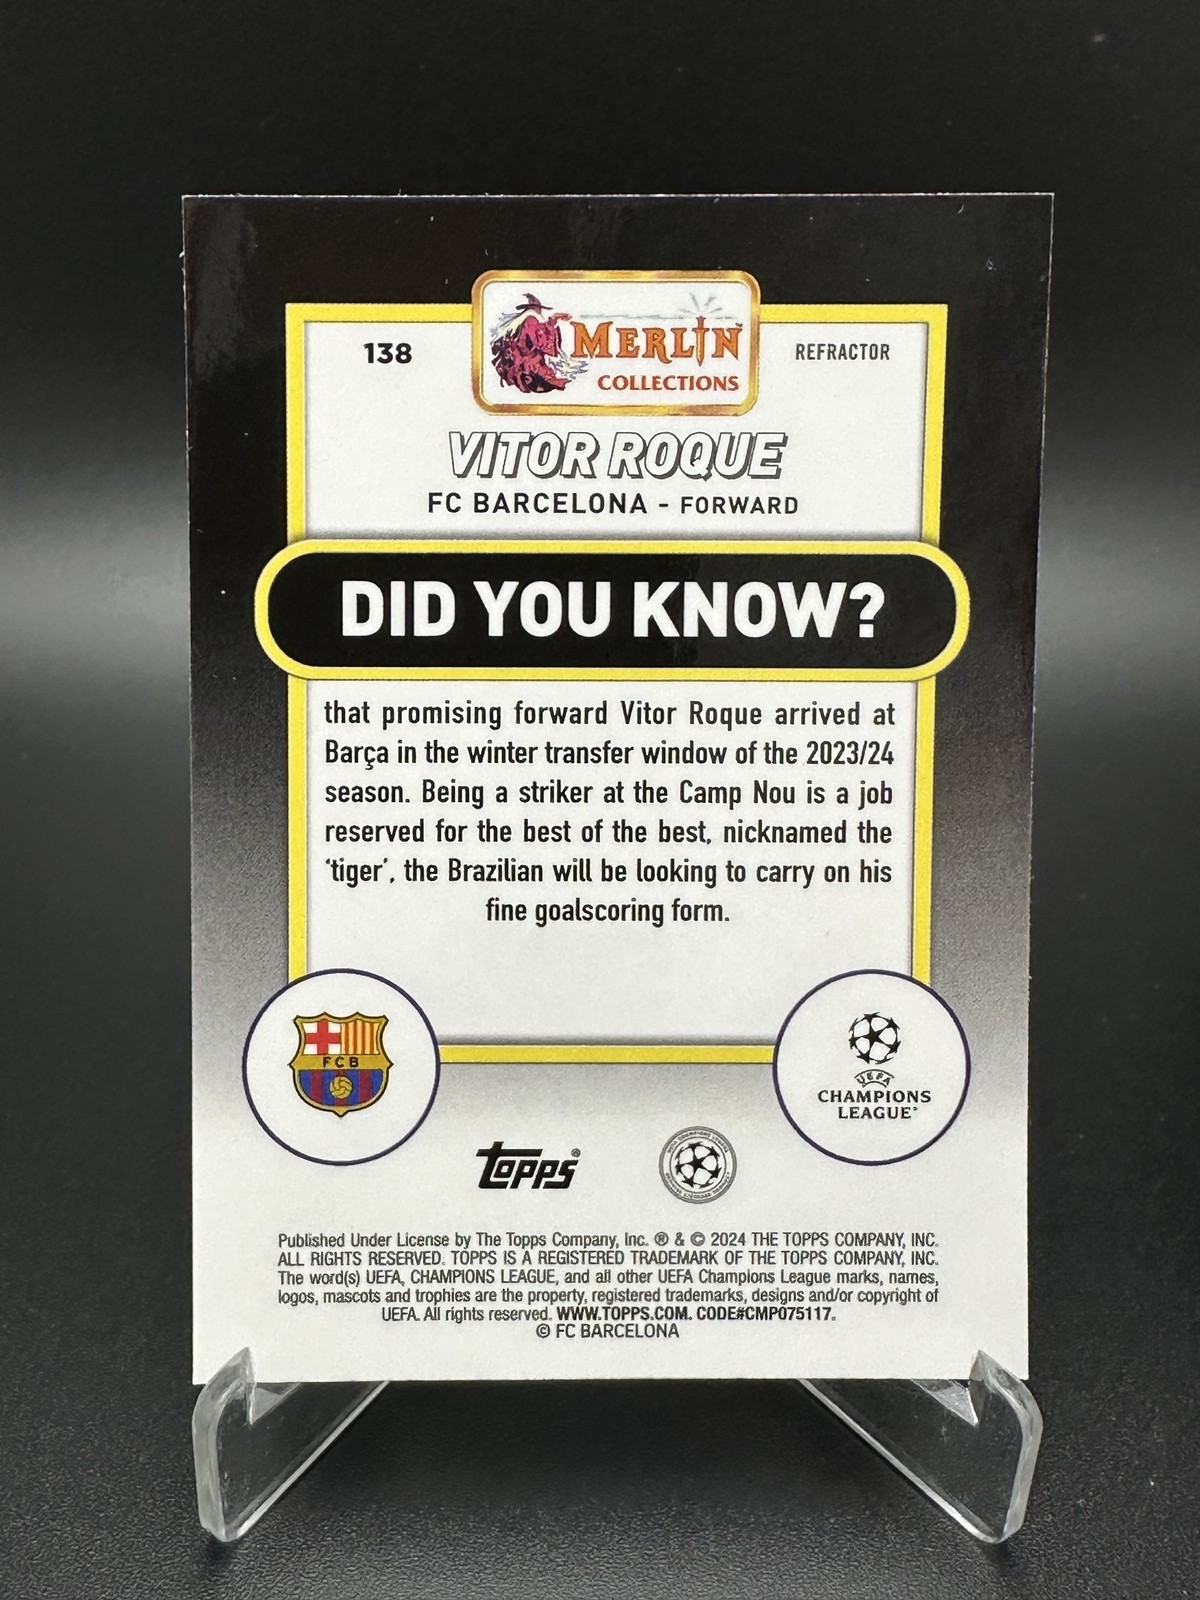 138
MERLIN™
COLLECTIONS
REFRACTOR
VITOR ROQUE
FC BARCELONA - FORWARD
DID YOU KNOW?
that promising forward Vitor Roque arrived at
Barça in the winter transfer window of the 2023/24
season. Being a striker at the Camp Nou is a job
reserved for the best of the best, nicknamed the
‘tiger’, the Brazilian will be looking to carry on his
fine goalscoring form.
FCB
UEFA
CHAMPIONS
LEAGUE®
topps®
Published Under License by The Topps Company, Inc. ® & © 2024 THE TOPPS COMPANY, INC.
ALL RIGHTS RESERVED. TOPPS IS A REGISTERED TRADEMARK OF THE TOPPS COMPANY, INC.
The word(s) UEFA, CHAMPIONS LEAGUE, and all other UEFA Champions League marks, names,
logos, mascots and trophies are the property, registered trademarks, designs and/or copyright of
UEFA. All rights reserved. WWW.TOPPS.COM. CODE#CMP075117.
© FC BARCELONA